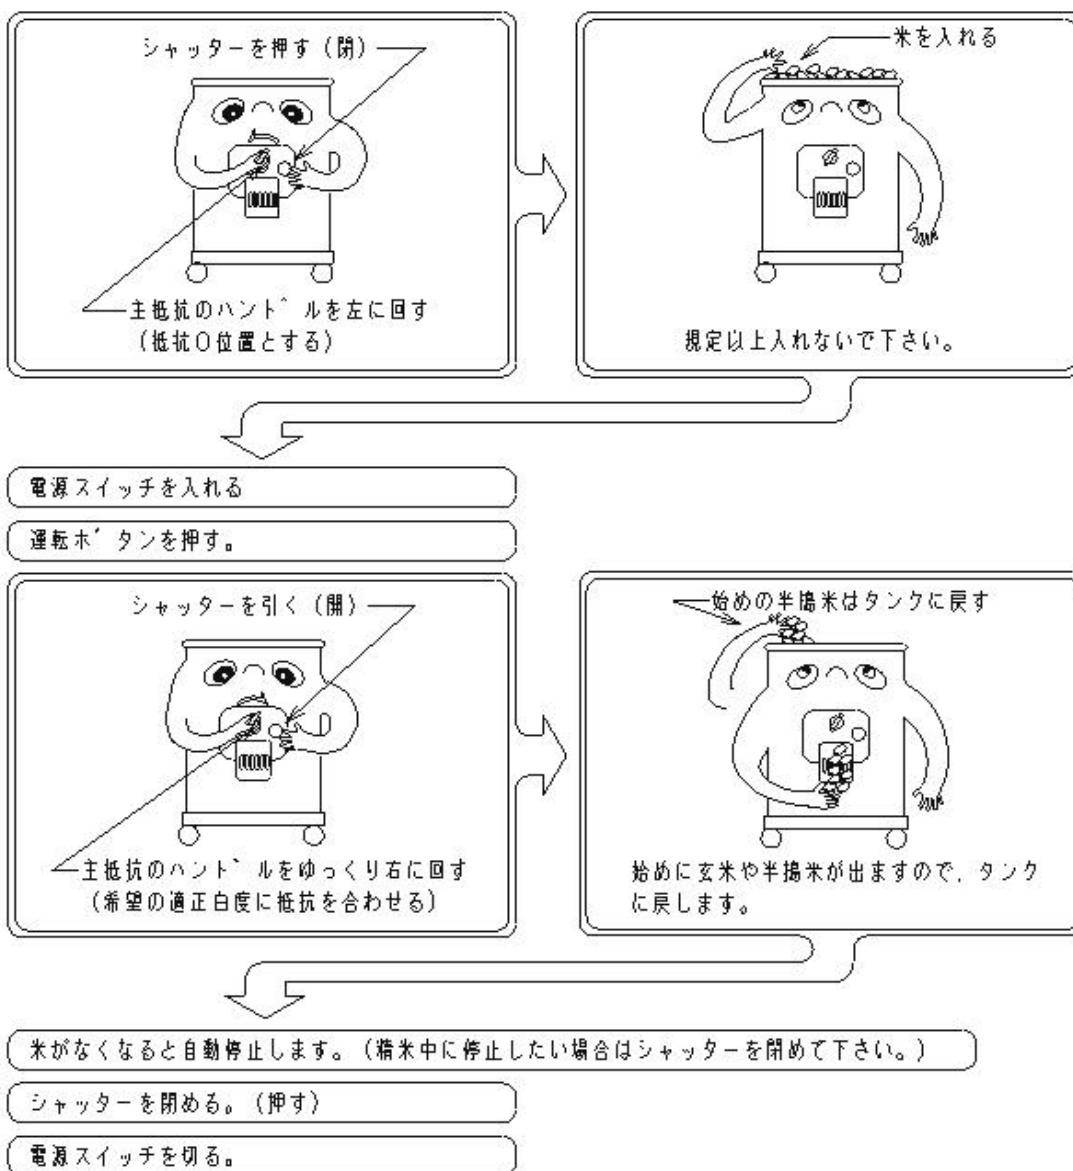 シャッターを押す(閉)
主抵抗のハンドルを左に回す
(抵抗0位置とする)
米を入れる
規定以上入れないで下さい。
電源スイッチを入れる
運転ボタンを押す。
シャッターを引く(開)
主抵抗のハンドルをゆっくり右に回す
(希望の適正白度に抵抗を合わせる)
始めの半搗米はタンクに戻す
始めに玄米や半搗米が出ますので、タンク
に戻します。
米がなくなると自動停止します。(精米中に停止したい場合はシャッターを閉めて下さい。)
シャッターを閉める。(押す)
電源スイッチを切る。